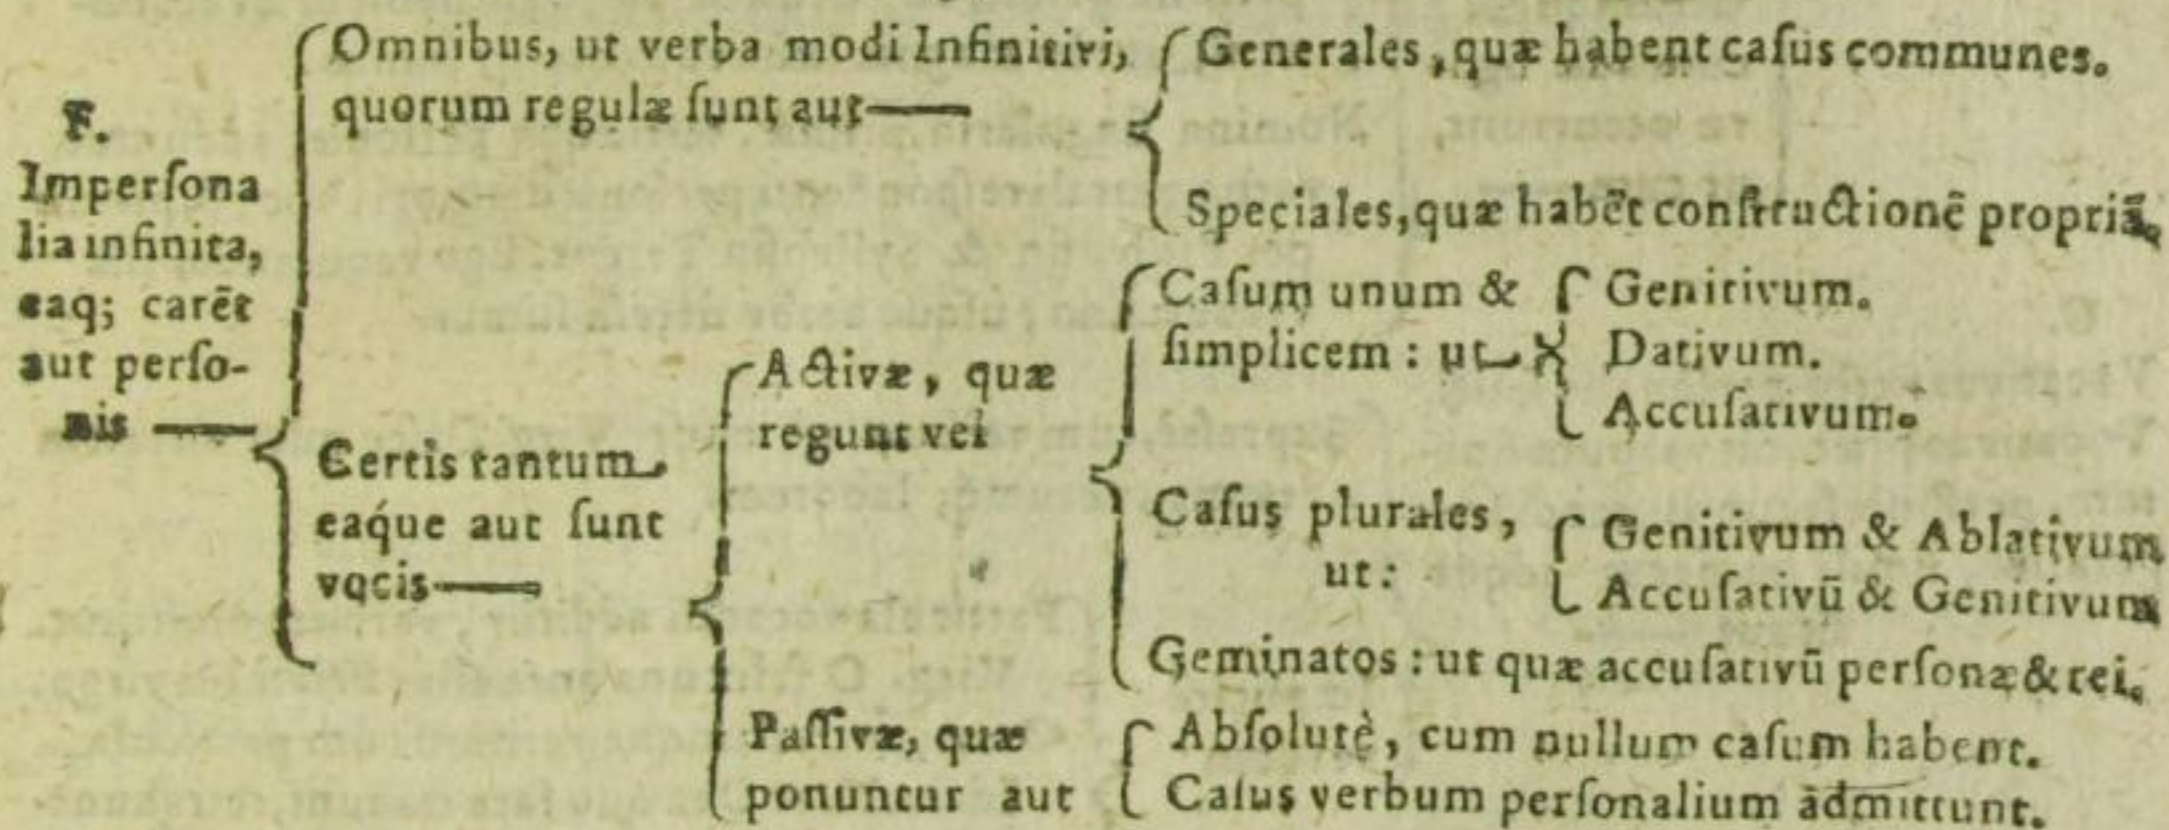 F.
Imperſona
lia infinita,
eaq; carēt
aut perſo-
nis
Omnibus, ut verba modi Infinitivi,
quorum regulæ ſunt aut
Generales, quæ habent caſus communes.
Speciales, quæ habēt conſtructionē propriā.
Certis tantum,
eaq́ue aut ſunt
vocis
Activæ, quæ
regunt vel
Caſum unum &
ſimplicem: ut
Genitivum.
Dativum.
Accuſativum.
Caſus plurales,
ut:
Genitivum & Ablativum
Accuſativū & Genitivum
Geminatos: ut quæ accuſativū perſonæ & rei.
Paſſivæ, quæ
ponuntur aut
Abſolutè, cum nullum caſum habent.
Caſus verbum perſonalium admittunt.